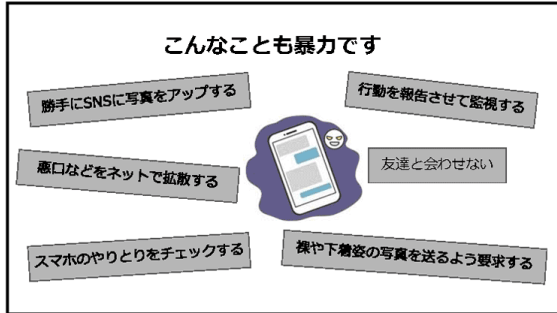 こんなことも暴力です
勝手にSNSに写真をアップする
行動を報告させて監視する
悪口などをネットで拡散する
友達と会わせない
スマホのやりとりをチェックする
裸や下着姿の写真を送るよう要求する